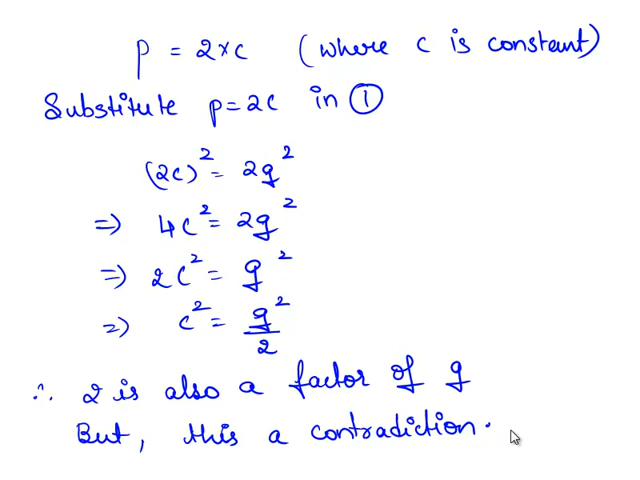 p = 2×c (where c is constant)
Substitute p=2c in ①
(2c)² = 2q²
⇒ 4c² = 2q²
⇒ 2c² = q²
⇒ c² = q²/2
∴ 2 is also a factor of q
But, this a contradiction.